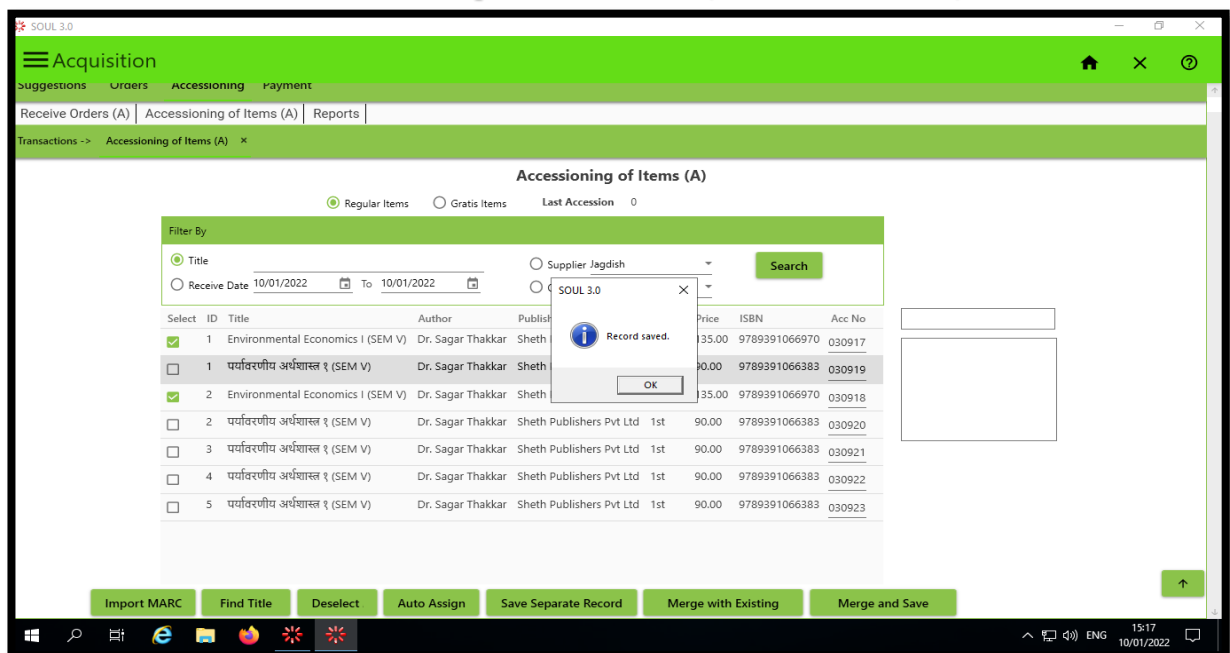 SOUL 3.0
Acquisition
Suggestions Orders Accessioning Payment
Receive Orders (A) Accessioning of Items (A) Reports
Transactions -> Accessioning of Items (A) ×
Accessioning of Items (A)
Regular Items Gratis Items Last Accession 0
Filter By
Title Supplier Jagdish Search
Receive Date 10/01/2022 To 10/01/2022
SOUL 3.0
Record saved.
OK
Select ID Title Author Publish Price ISBN Acc No
1 Environmental Economics I (SEM V) Dr. Sagar Thakkar Sheth 135.00 9789391066970 030917
1 पर्यावरणीय अर्थशास्त्र १ (SEM V) Dr. Sagar Thakkar Sheth 90.00 9789391066383 030919
2 Environmental Economics I (SEM V) Dr. Sagar Thakkar Sheth 135.00 9789391066970 030918
2 पर्यावरणीय अर्थशास्त्र १ (SEM V) Dr. Sagar Thakkar Sheth Publishers Pvt Ltd 1st 90.00 9789391066383 030920
3 पर्यावरणीय अर्थशास्त्र १ (SEM V) Dr. Sagar Thakkar Sheth Publishers Pvt Ltd 1st 90.00 9789391066383 030921
4 पर्यावरणीय अर्थशास्त्र १ (SEM V) Dr. Sagar Thakkar Sheth Publishers Pvt Ltd 1st 90.00 9789391066383 030922
5 पर्यावरणीय अर्थशास्त्र १ (SEM V) Dr. Sagar Thakkar Sheth Publishers Pvt Ltd 1st 90.00 9789391066383 030923
Import MARC Find Title Deselect Auto Assign Save Separate Record Merge with Existing Merge and Save
ENG 15:17
10/01/2022